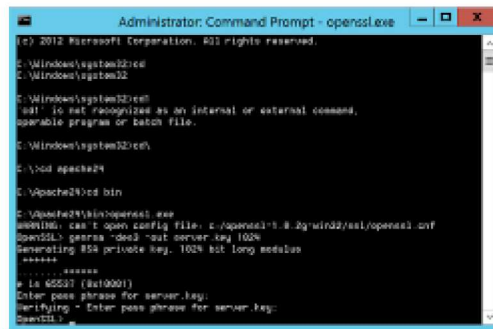 Administrator: Command Prompt - openssl.exe
(c) 2012 Microsoft Corporation. All rights reserved.
C:\Windows\system32>cd
C:\Windows\system32
C:\Windows\system32>cd1
'cd1' is not recognized as an internal or external command,
operable program or batch file.
C:\Windows\system32>cd\
C:\>cd apache24
C:\Apache24>cd bin
C:\Apache24\bin>openssl.exe
WARNING: can't open config file: c:/openssl-1.0.2g-win32/ssl/openssl.cnf
OpenSSL> genrsa -des3 -out server.key 1024
Generating RSA private key, 1024 bit long modulus
......++++++
........++++++
e is 65537 (0x10001)
Enter pass phrase for server.key:
Verifying - Enter pass phrase for server.key:
OpenSSL>